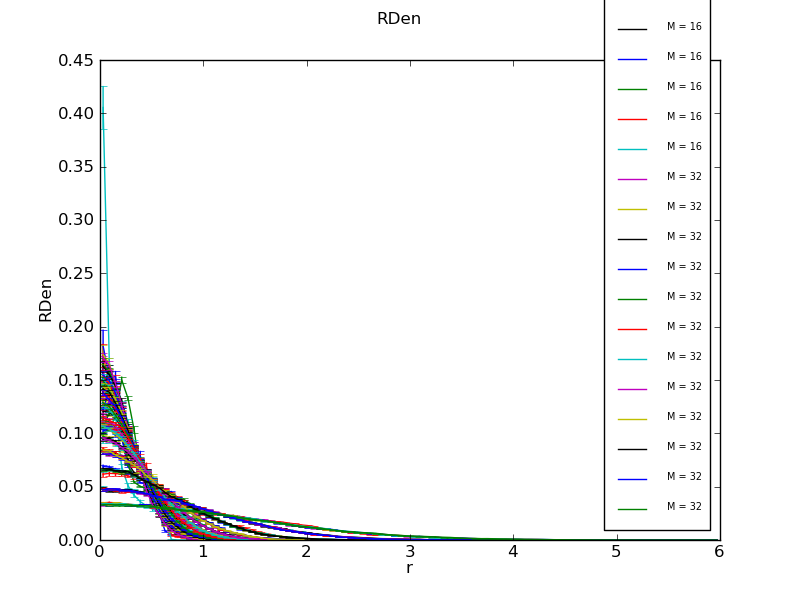 RDen
M = 16
M = 16
M = 16
M = 16
M = 16
M = 32
M = 32
M = 32
M = 32
M = 32
M = 32
M = 32
M = 32
M = 32
M = 32
M = 32
M = 32
0.45
0.40
0.35
0.30
0.25
0.20
0.15
0.10
0.05
0.00
RDen
0 1 2 3 4 5 6
r